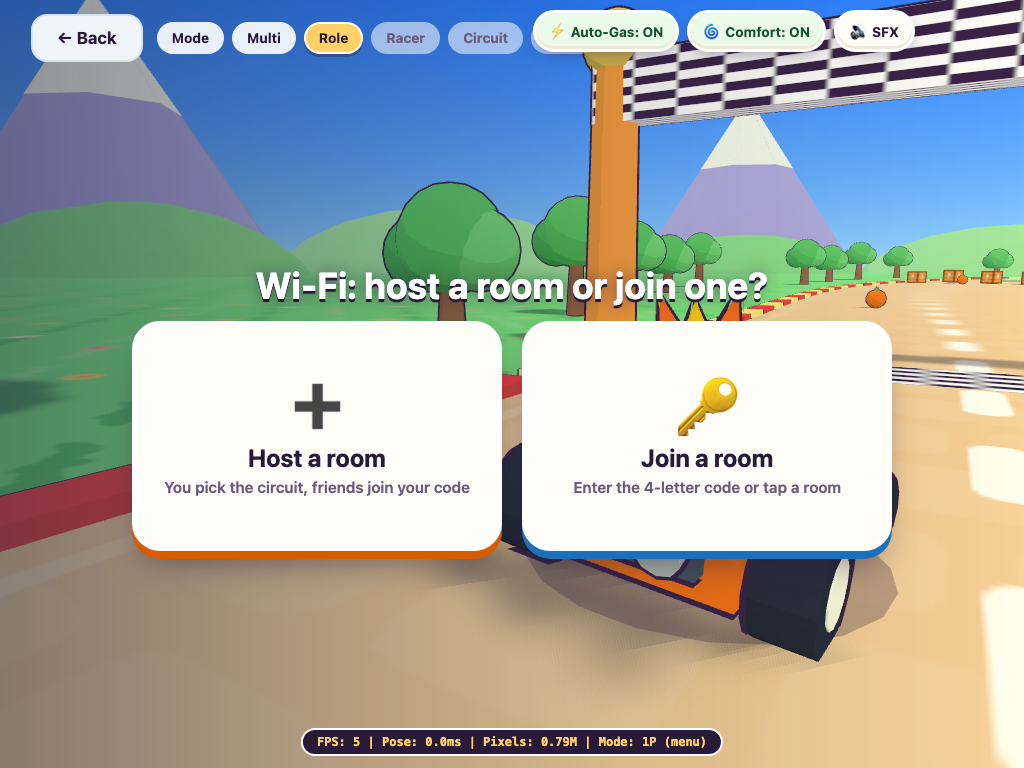 ← Back
Mode
Multi
Role
Racer
Circuit
Auto-Gas: ON
Comfort: ON
SFX
Wi-Fi: host a room or join one?
Host a room
You pick the circuit, friends join your code
Join a room
Enter the 4-letter code or tap a room
FPS: 5 | Pose: 0.0ms | Pixels: 0.79M | Mode: 1P (menu)